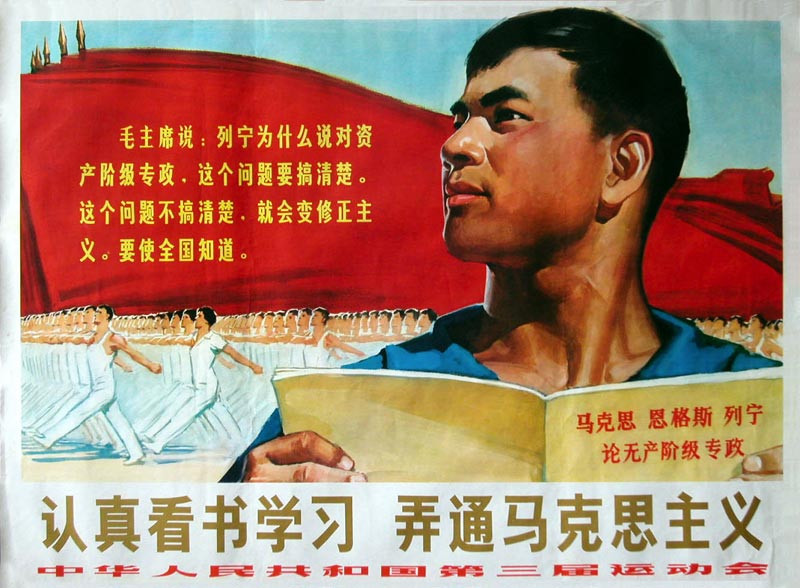 毛主席说：列宁为什么说对资
产阶级专政，这个问题要搞清楚。
这个问题不搞清楚，就会变修正主
义。要使全国知道。
马克思 恩格斯 列宁
论无产阶级专政
认真看书学习 弄通马克思主义
中华人民共和国第三届运动会